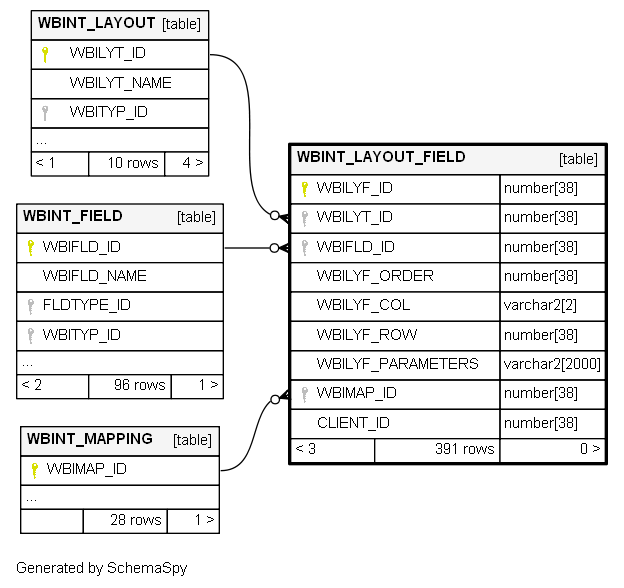 WBINT_LAYOUT [table]
WBILYT_ID
WBILYT_NAME
WBITYP_ID
...
< 1 10 rows 4 >
WBINT_FIELD [table]
WBIFLD_ID
WBIFLD_NAME
FLDTYPE_ID
WBITYP_ID
...
< 2 96 rows 1 >
WBINT_MAPPING [table]
WBIMAP_ID
...
28 rows 1 >
WBINT_LAYOUT_FIELD [table]
WBILYF_ID number[38]
WBILYT_ID number[38]
WBIFLD_ID number[38]
WBILYF_ORDER number[38]
WBILYF_COL varchar2[2]
WBILYF_ROW number[38]
WBILYF_PARAMETERS varchar2[2000]
WBIMAP_ID number[38]
CLIENT_ID number[38]
< 3 391 rows 0 >
Generated by SchemaSpy